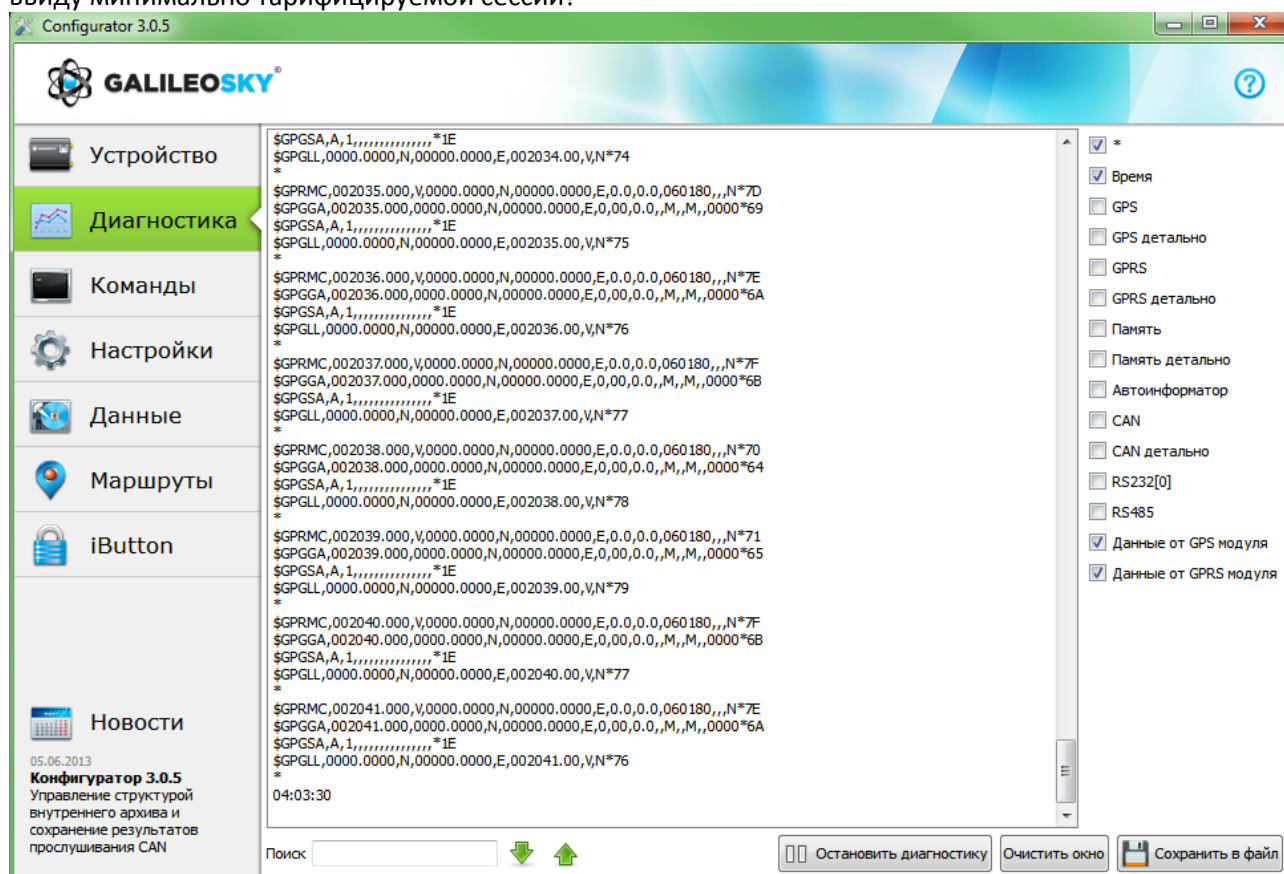 ввиду минимально тарифицируемой сессии?
Configurator 3.0.5
GALILEOSKY®
?
Устройство
Диагностика
Команды
Настройки
Данные
Маршруты
iButton
Новости
05.06.2013
Конфигуратор 3.0.5
Управление структурой
внутреннего архива и
сохранение результатов
прослушивания CAN
$GPGSA,A,1,,,,,,,,,,,,,,,*1E
$GPGLL,0000.0000,N,00000.0000,E,002034.00,V,N*74
*
$GPRMC,002035.000,V,0000.0000,N,00000.0000,E,0.0,0.0,060180,,,N*7D
$GPGGA,002035.000,0000.0000,N,00000.0000,E,0,00,0.0,,M,,M,,0000*69
$GPGSA,A,1,,,,,,,,,,,,,,,*1E
$GPGLL,0000.0000,N,00000.0000,E,002035.00,V,N*75
*
$GPRMC,002036.000,V,0000.0000,N,00000.0000,E,0.0,0.0,060180,,,N*7E
$GPGGA,002036.000,0000.0000,N,00000.0000,E,0,00,0.0,,M,,M,,0000*6A
$GPGSA,A,1,,,,,,,,,,,,,,,*1E
$GPGLL,0000.0000,N,00000.0000,E,002036.00,V,N*76
*
$GPRMC,002037.000,V,0000.0000,N,00000.0000,E,0.0,0.0,060180,,,N*7F
$GPGGA,002037.000,0000.0000,N,00000.0000,E,0,00,0.0,,M,,M,,0000*6B
$GPGSA,A,1,,,,,,,,,,,,,,,*1E
$GPGLL,0000.0000,N,00000.0000,E,002037.00,V,N*77
*
$GPRMC,002038.000,V,0000.0000,N,00000.0000,E,0.0,0.0,060180,,,N*70
$GPGGA,002038.000,0000.0000,N,00000.0000,E,0,00,0.0,,M,,M,,0000*64
$GPGSA,A,1,,,,,,,,,,,,,,,*1E
$GPGLL,0000.0000,N,00000.0000,E,002038.00,V,N*78
*
$GPRMC,002039.000,V,0000.0000,N,00000.0000,E,0.0,0.0,060180,,,N*71
$GPGGA,002039.000,0000.0000,N,00000.0000,E,0,00,0.0,,M,,M,,0000*65
$GPGSA,A,1,,,,,,,,,,,,,,,*1E
$GPGLL,0000.0000,N,00000.0000,E,002039.00,V,N*79
*
$GPRMC,002040.000,V,0000.0000,N,00000.0000,E,0.0,0.0,060180,,,N*7F
$GPGGA,002040.000,0000.0000,N,00000.0000,E,0,00,0.0,,M,,M,,0000*6B
$GPGSA,A,1,,,,,,,,,,,,,,,*1E
$GPGLL,0000.0000,N,00000.0000,E,002040.00,V,N*77
*
$GPRMC,002041.000,V,0000.0000,N,00000.0000,E,0.0,0.0,060180,,,N*7E
$GPGGA,002041.000,0000.0000,N,00000.0000,E,0,00,0.0,,M,,M,,0000*6A
$GPGSA,A,1,,,,,,,,,,,,,,,*1E
$GPGLL,0000.0000,N,00000.0000,E,002041.00,V,N*76
*
04:03:30
*
Время
GPS
GPS детально
GPRS
GPRS детально
Память
Память детально
Автоинформатор
CAN
CAN детально
RS232[0]
RS485
Данные от GPS модуля
Данные от GPRS модуля
Поиск
Остановить диагностику
Очистить окно
Сохранить в файл